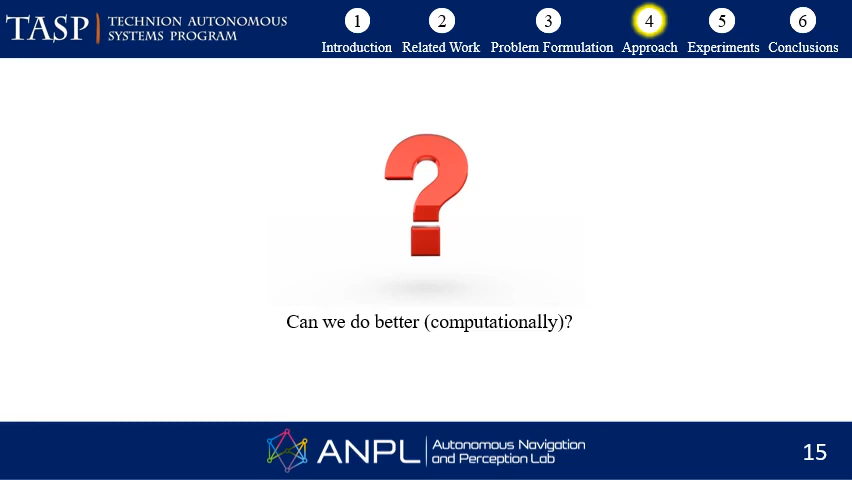 TASP
TECHNION AUTONOMOUS
SYSTEMS PROGRAM
1
2
3
4
5
6
Introduction
Related Work
Problem Formulation
Approach
Experiments
Conclusions
Can we do better (computationally)?
ANPL
Autonomous Navigation
and Perception Lab
15